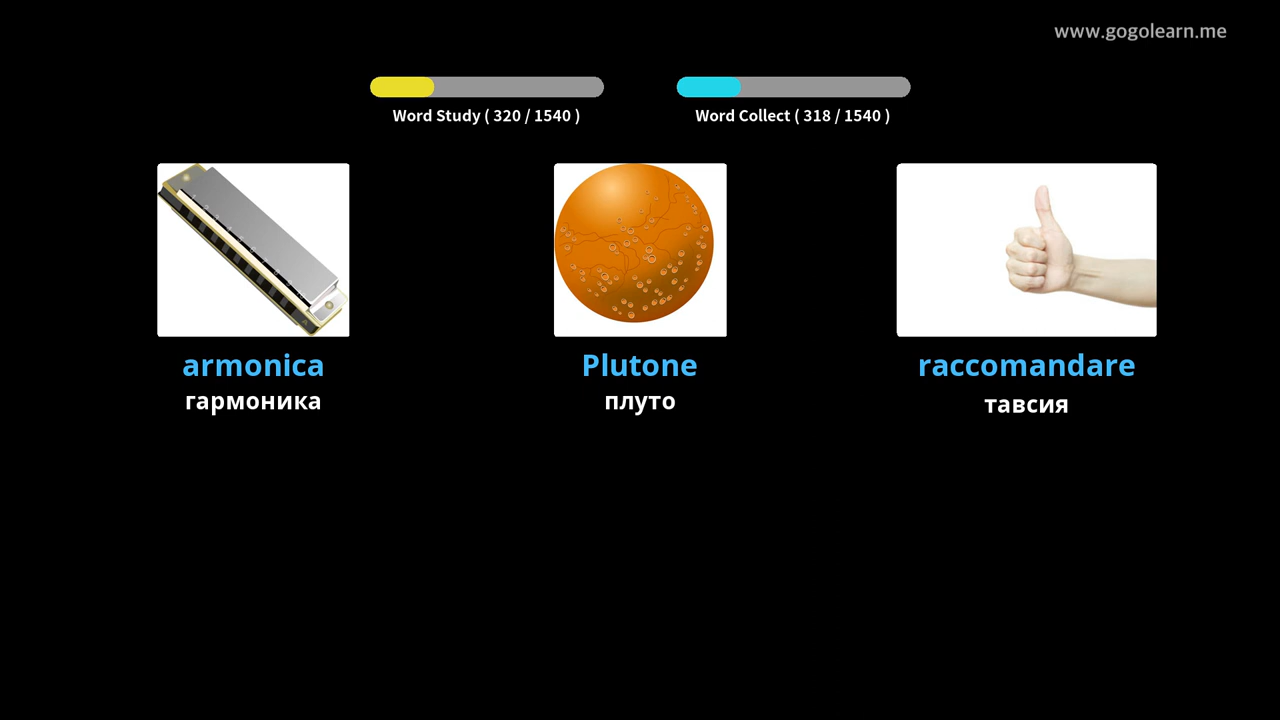 www.gogolearn.me
Word Study ( 320 / 1540 )
Word Collect ( 318 / 1540 )
armonica
гармоника
Plutone
плуто
raccomandare
тавсия